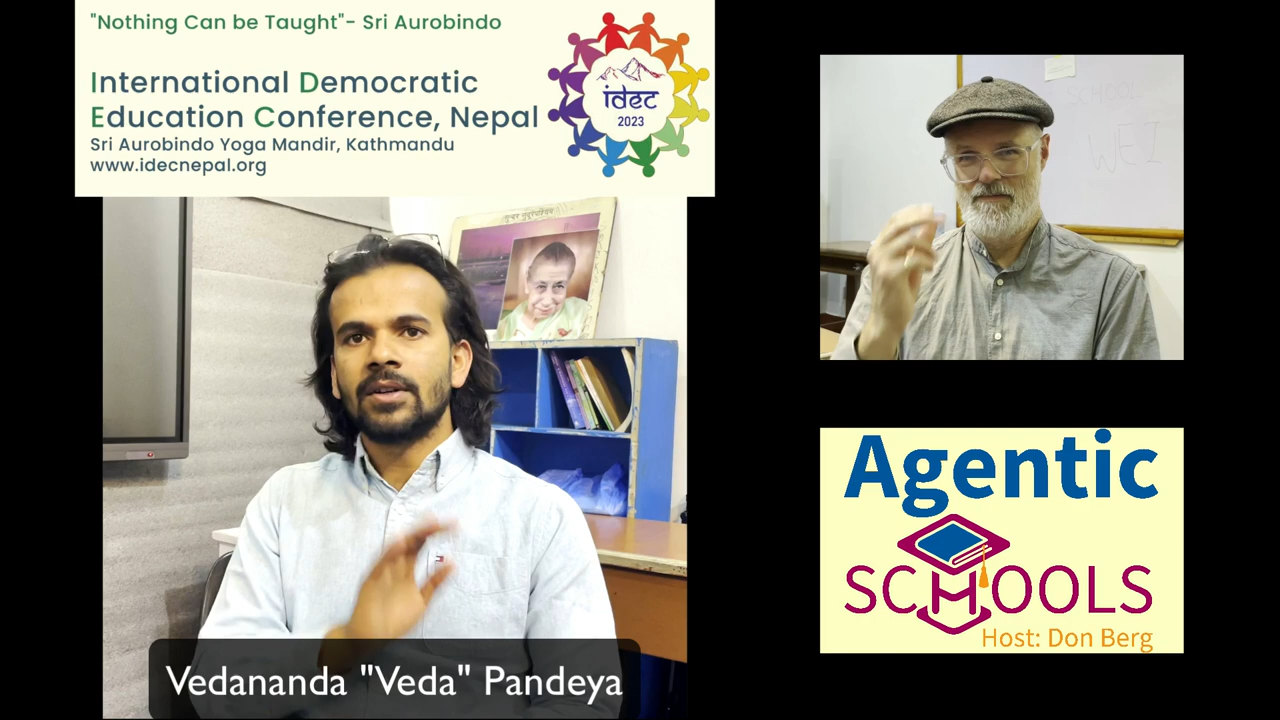 "Nothing Can be Taught"- Sri Aurobindo
International Democratic
Education Conference, Nepal
Sri Aurobindo Yoga Mandir, Kathmandu
www.idecnepal.org
idec
2023
Agentic
SCHOOLS
Host: Don Berg
Vedananda "Veda" Pandeya